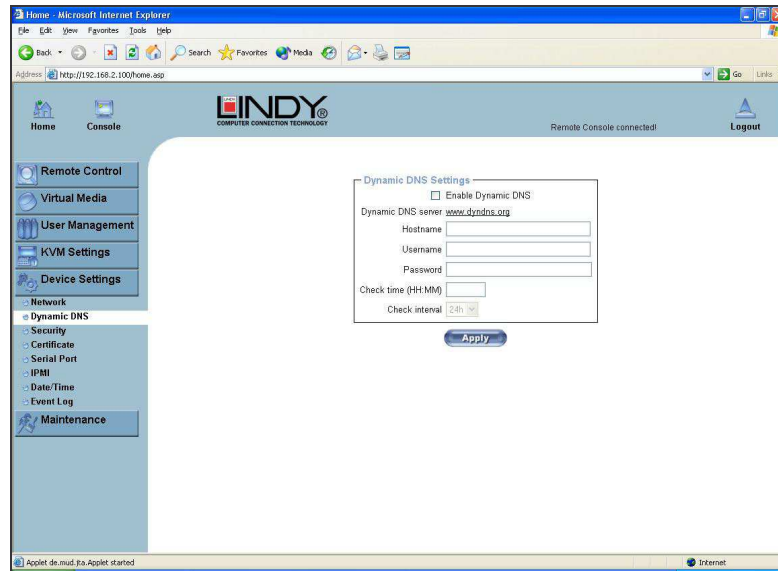 Home - Microsoft Internet Explorer
File Edit View Favorites Tools Help
Back Search Favorites Media
Address http://192.168.2.100/home.asp Go Links
Home Console
LINDY®
COMPUTER CONNECTION TECHNOLOGY
Remote Console connected!
Logout
Remote Control
Virtual Media
User Management
KVM Settings
Device Settings
Network
Dynamic DNS
Security
Certificate
Serial Port
IPMI
Date/Time
Event Log
Maintenance
Dynamic DNS Settings
Enable Dynamic DNS
Dynamic DNS server www.dyndns.org
Hostname
Username
Password
Check time (HH:MM)
Check interval 24h
Apply
Applet de.mud.jta.Applet started
Internet